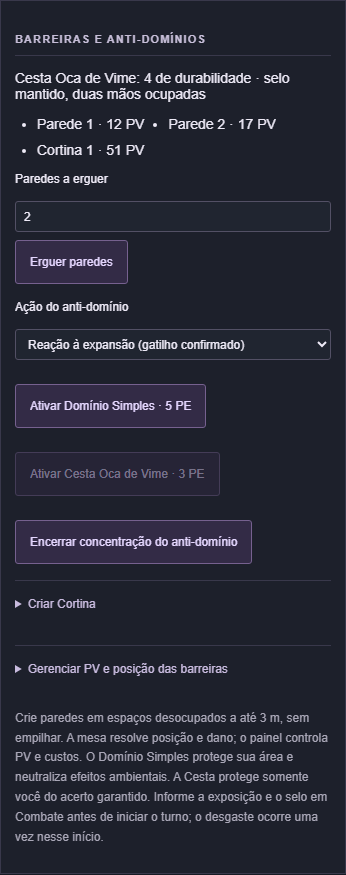 BARREIRAS E ANTI-DOMÍNIOS
Cesta Oca de Vime: 4 de durabilidade · selo
mantido, duas mãos ocupadas
• Parede 1 · 12 PV • Parede 2 · 17 PV
• Cortina 1 · 51 PV
Paredes a erguer
2
Erguer paredes
Ação do anti-domínio
Reação à expansão (gatilho confirmado)
Ativar Domínio Simples · 5 PE
Ativar Cesta Oca de Vime · 3 PE
Encerrar concentração do anti-domínio
Criar Cortina
Gerenciar PV e posição das barreiras
Crie paredes em espaços desocupados a até 3 m, sem
empilhar. A mesa resolve posição e dano; o painel controla
PV e custos. O Domínio Simples protege sua área e
neutraliza efeitos ambientais. A Cesta protege somente
você do acerto garantido. Informe a exposição e o selo em
Combate antes de iniciar o turno; o desgaste ocorre uma
vez nesse início.